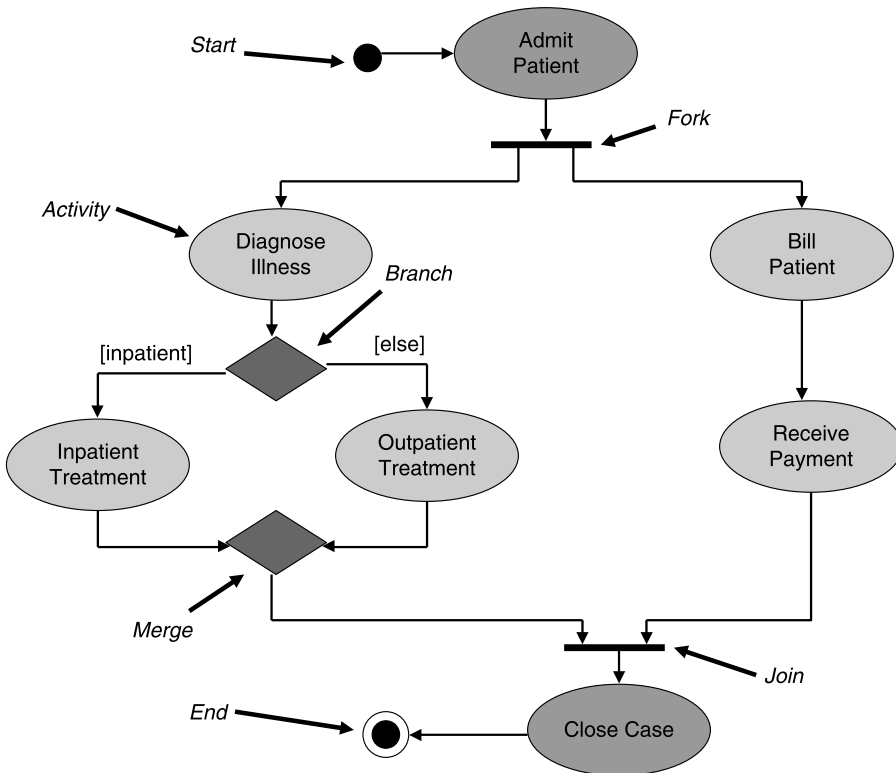 Start
Admit
Patient
Fork
Activity
Diagnose
Illness
Bill
Patient
Branch
[inpatient]
[else]
Inpatient
Treatment
Outpatient
Treatment
Receive
Payment
Merge
Join
End
Close Case